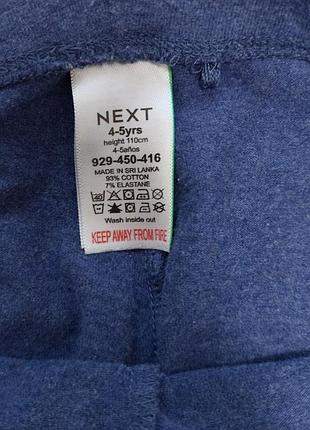 NEXT
4-5yrs
height 110cm
4-5años
929-450-416
MADE IN SRI LANKA
93% COTTON
7% ELASTANE
40
Wash inside out
KEEP AWAY FROM FIRE